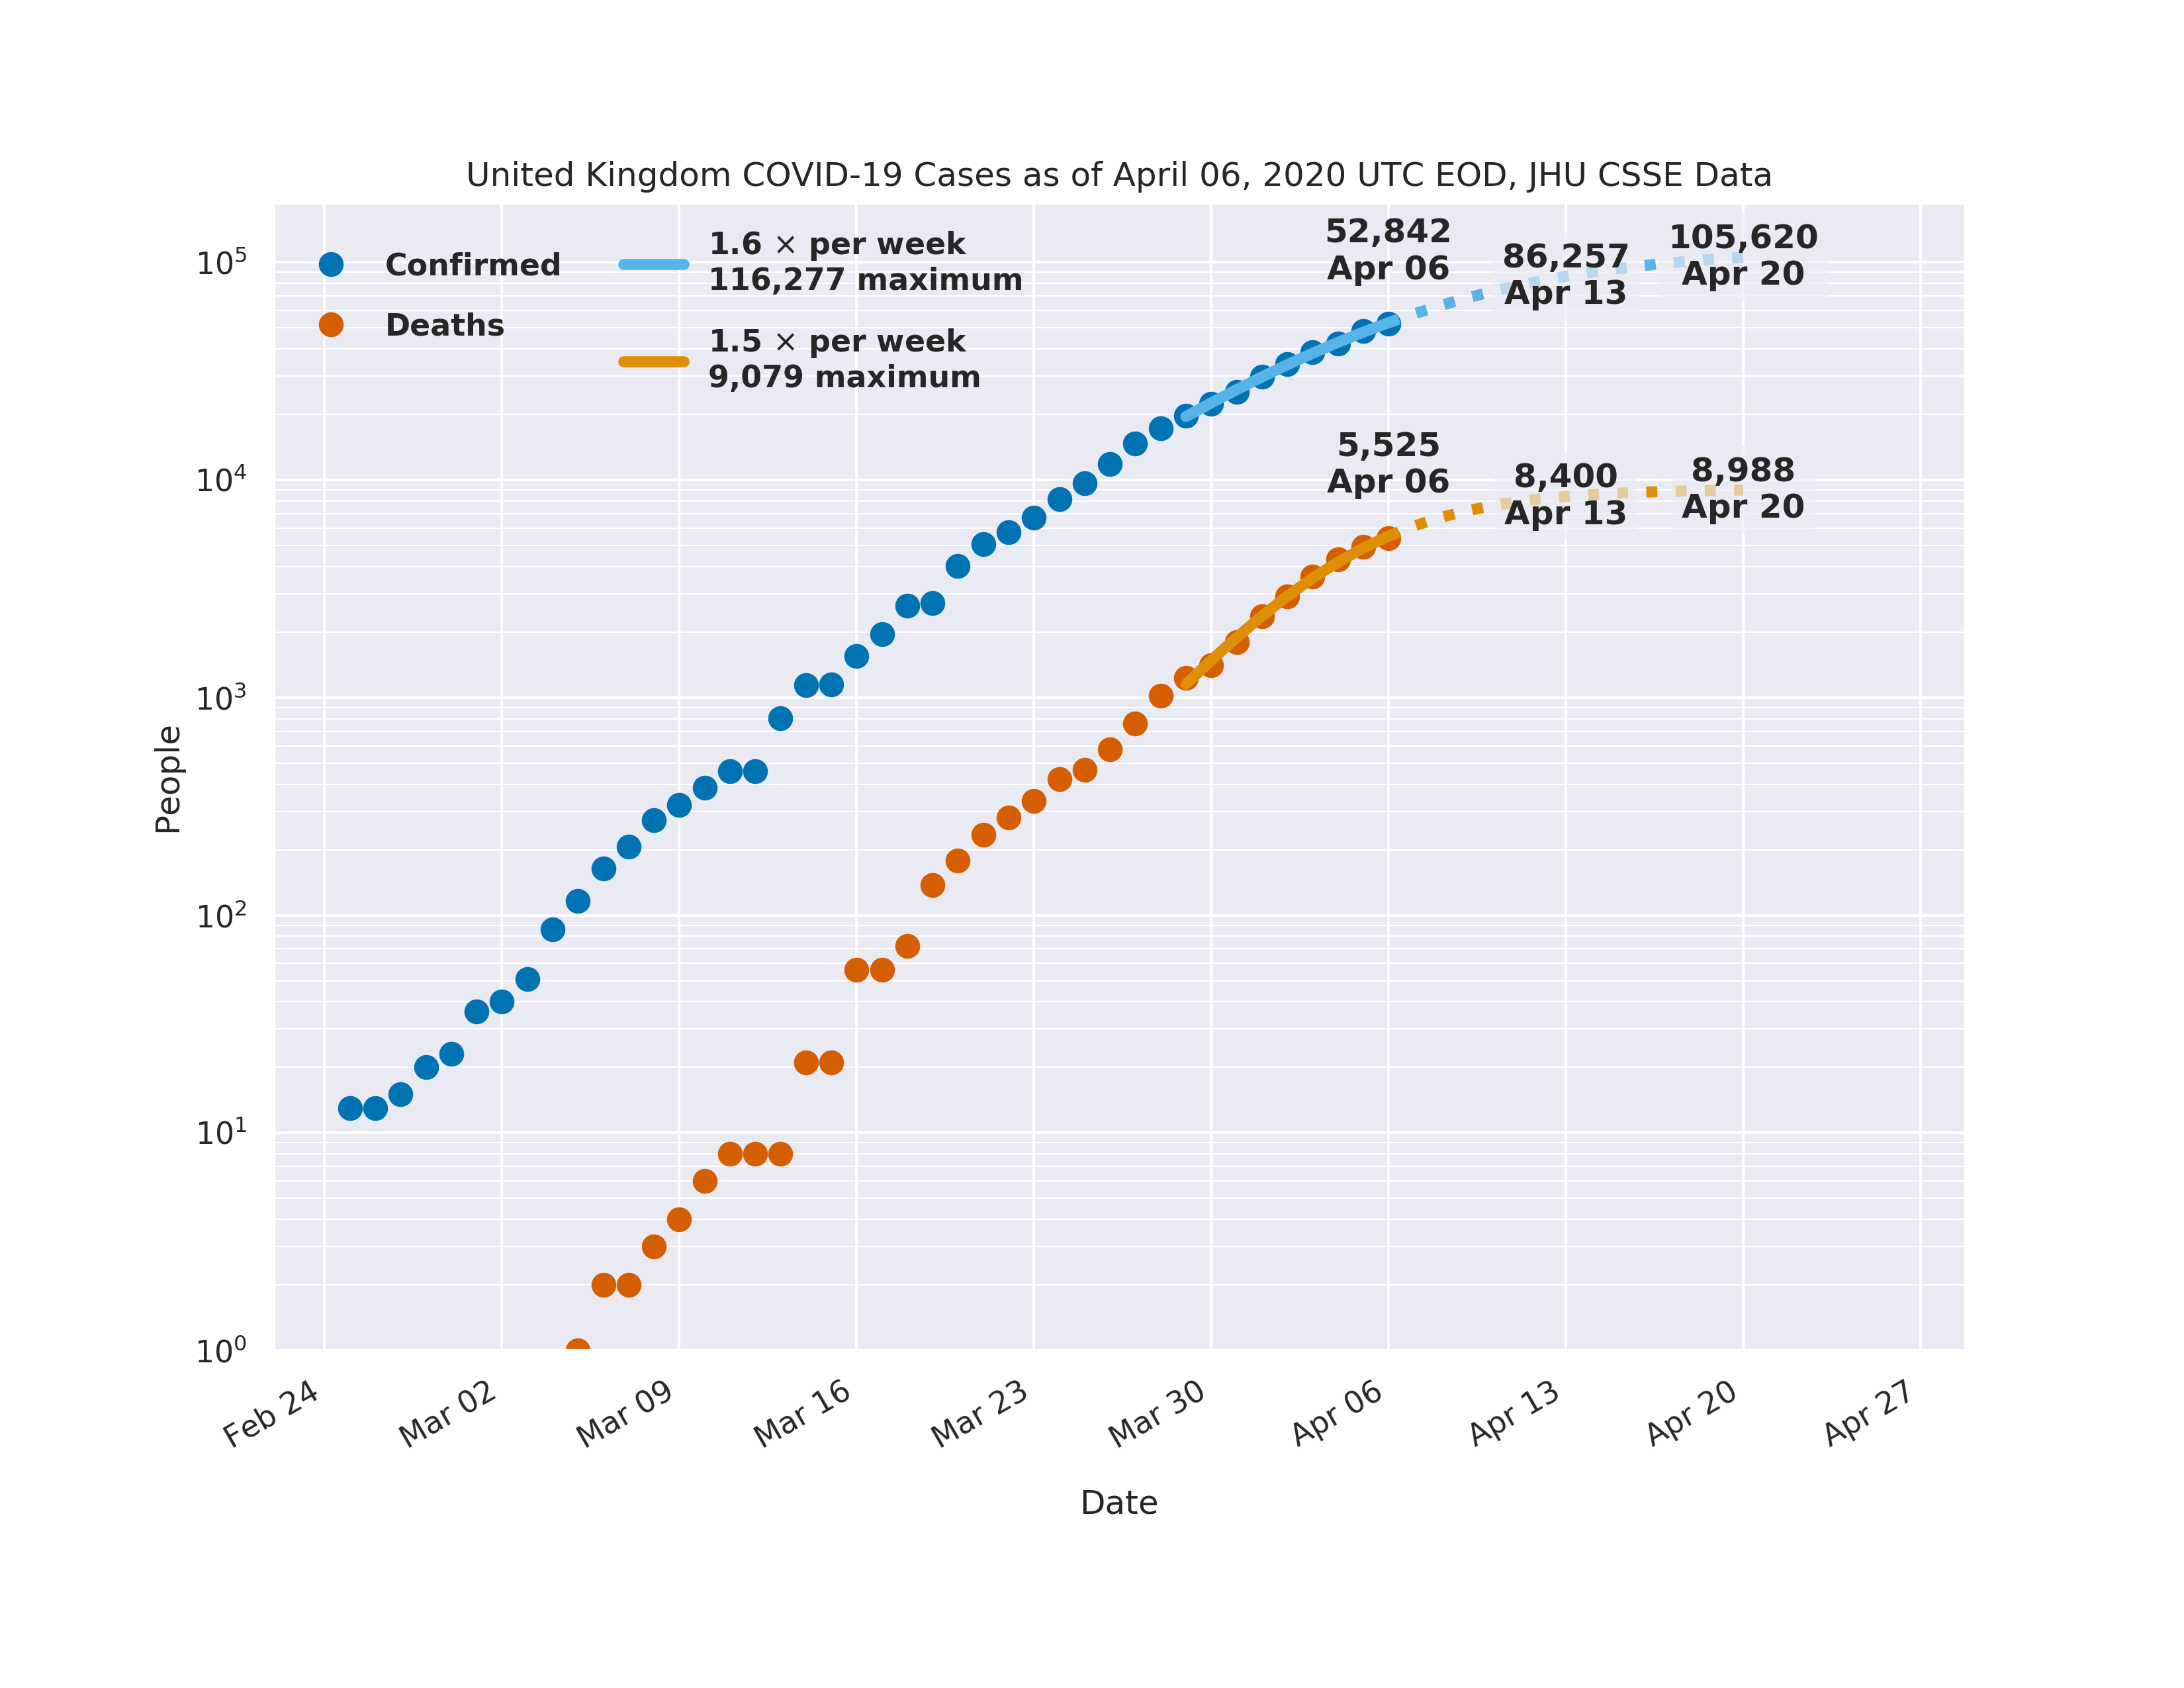 United Kingdom COVID-19 Cases as of April 06, 2020 UTC EOD, JHU CSSE Data
Confirmed
Deaths
1.6 × per week
116,277 maximum
1.5 × per week
9,079 maximum
52,842
Apr 06
86,257
Apr 13
105,620
Apr 20
5,525
Apr 06
8,400
Apr 13
8,988
Apr 20
People
10⁵
10⁴
10³
10²
10¹
10⁰
Feb 24
Mar 02
Mar 09
Mar 16
Mar 23
Mar 30
Apr 06
Apr 13
Apr 20
Apr 27
Date